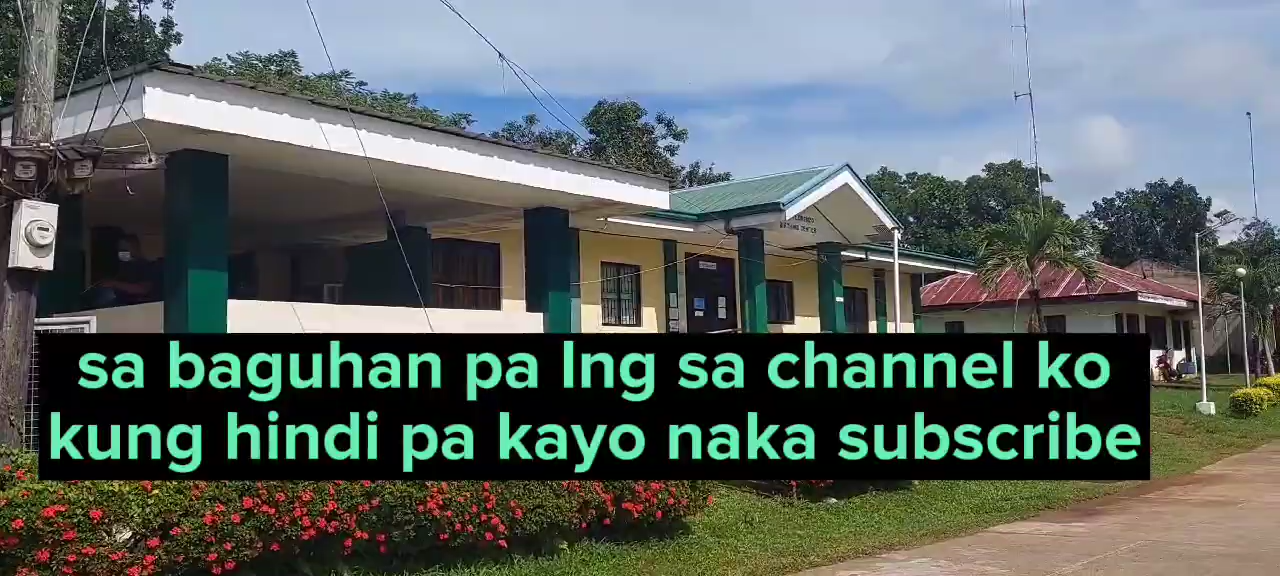 sa baguhan pa lng sa channel ko
kung hindi pa kayo naka subscribe